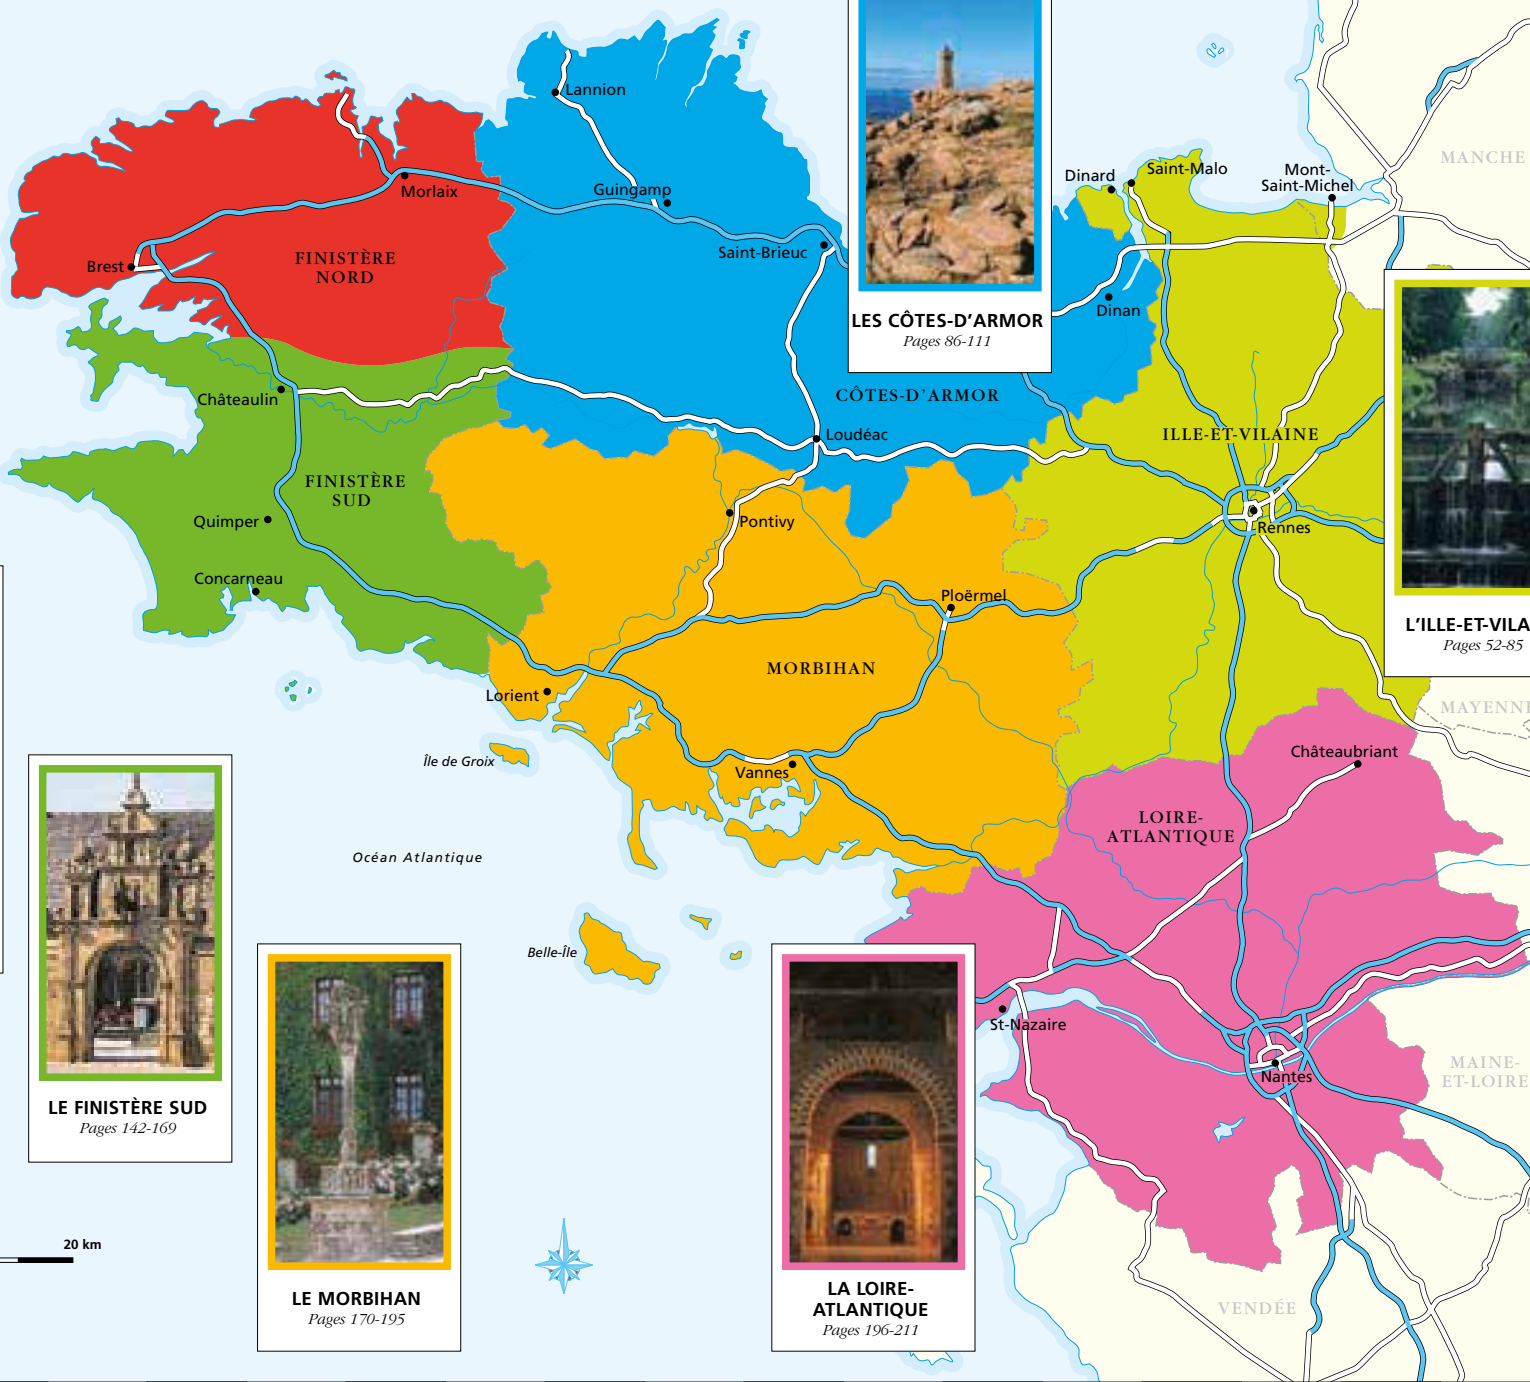 Lannion
MANCHE
Dinard
Saint-Malo
Mont-
Saint-Michel
Morlaix
Guingamp
Saint-Brieuc
FINISTÈRE
NORD
Brest
Dinan
LES CÔTES-D'ARMOR
Pages 86-111
Châteaulin
CÔTES-D'ARMOR
Loudéac
ILLE-ET-VILAINE
FINISTÈRE
SUD
Quimper
Pontivy
Rennes
Concarneau
Ploërmel
L'ILLE-ET-VILA
Pages 52-85
MORBIHAN
Lorient
MAYENNE
Île de Groix
Vannes
Châteaubriant
LOIRE-
ATLANTIQUE
Océan Atlantique
Belle-Île
St-Nazaire
Nantes
MAINE-
ET-LOIRE
LE FINISTÈRE SUD
Pages 142-169
20 km
LE MORBIHAN
Pages 170-195
LA LOIRE-
ATLANTIQUE
Pages 196-211
VENDÉE